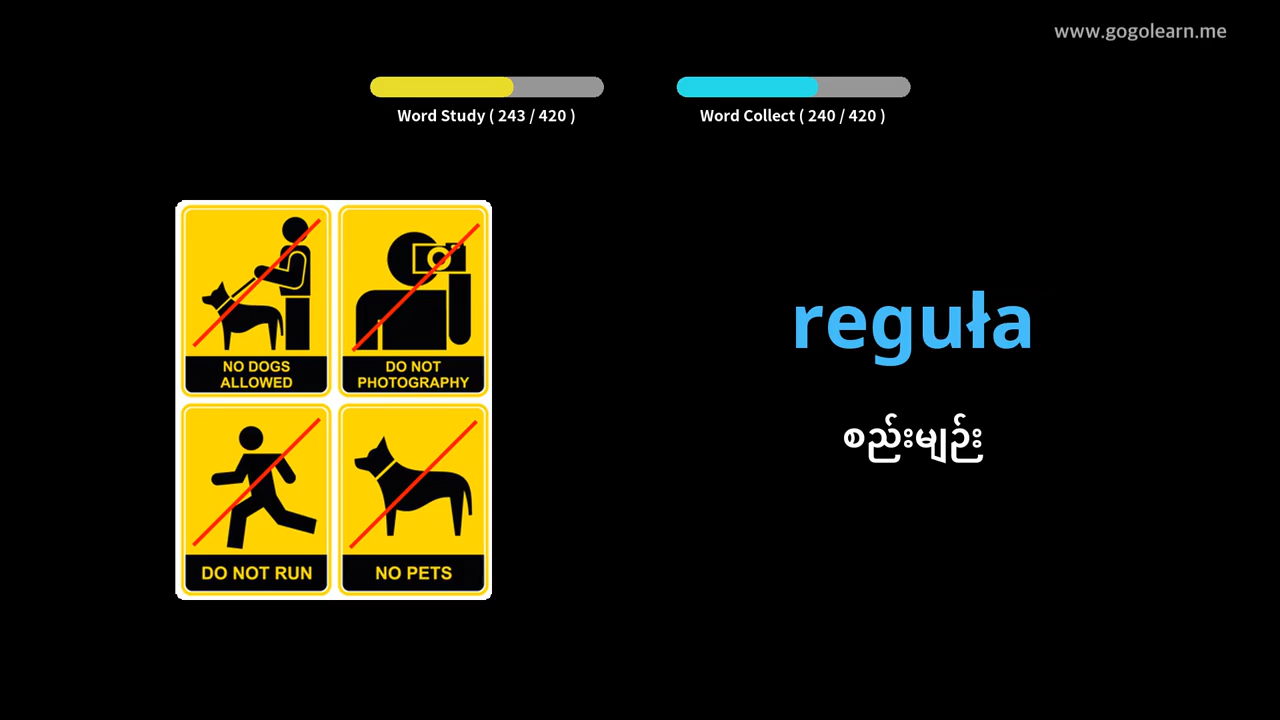 www.gogolearn.me
Word Study ( 243 / 420 )
Word Collect ( 240 / 420 )
NO DOGS
ALLOWED
DO NOT
PHOTOGRAPHY
DO NOT RUN
NO PETS
reguła
စည်းမျဉ်း